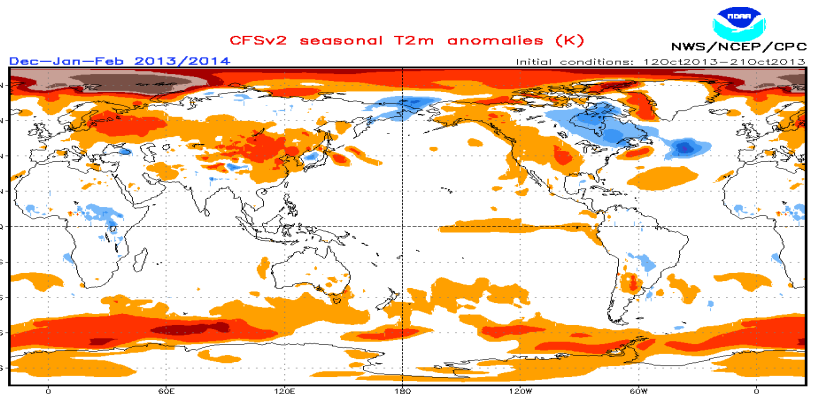 NOAA
CFSv2 seasonal T2m anomalies (K)
NWS/NCEP/CPC
Dec-Jan-Feb 2013/2014
Initial conditions: 12Oct2013-21Oct2013
0
60E
120E
180
120W
60W
0